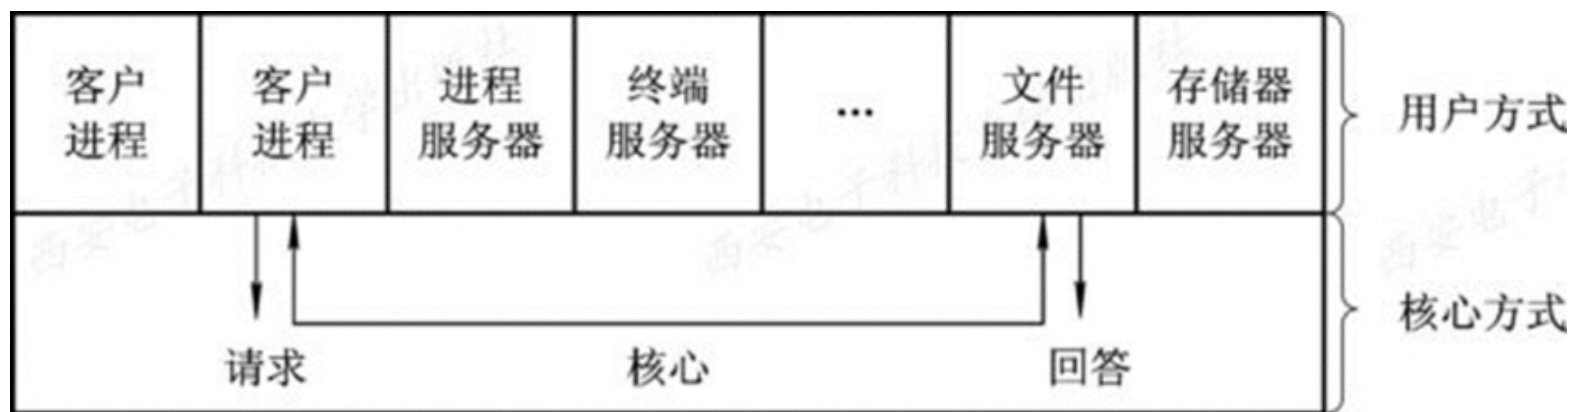 客户
进程
客户
进程
进程
服务器
终端
服务器
…
文件
服务器
存储器
服务器
用户方式
请求
核心
回答
核心方式